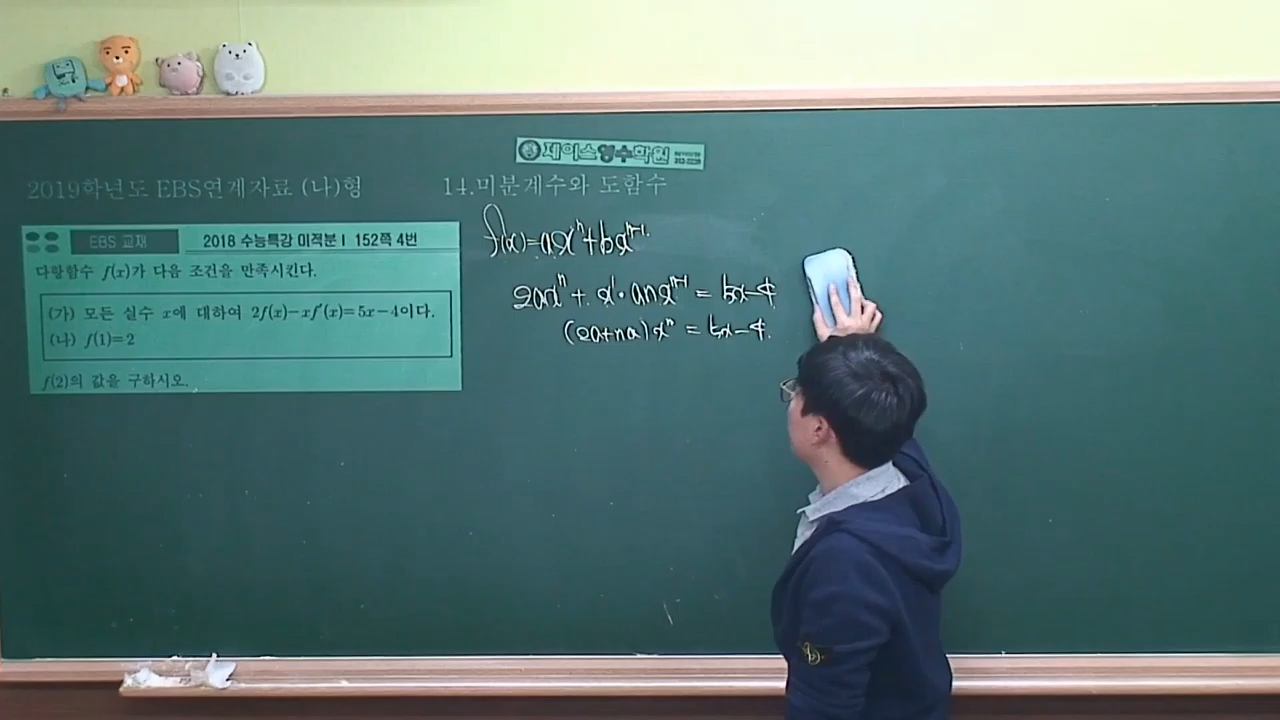 제이스영수학원
2019학년도 EBS연계자료 (나)형
14.미분계수와 도함수
EBS 교재
2018 수능특강 미적분Ⅰ 152쪽 4번
다항함수 f(x)가 다음 조건을 만족시킨다.
(가) 모든 실수 x에 대하여 2f(x)-xf'(x)=5x-4이다.
(나) f(1)=2
f(2)의 값을 구하시오.
f(x)=axⁿ+bxⁿ⁻¹
2axⁿ+x·anxⁿ⁻¹=5x-4
(2a+na)xⁿ=5x-4